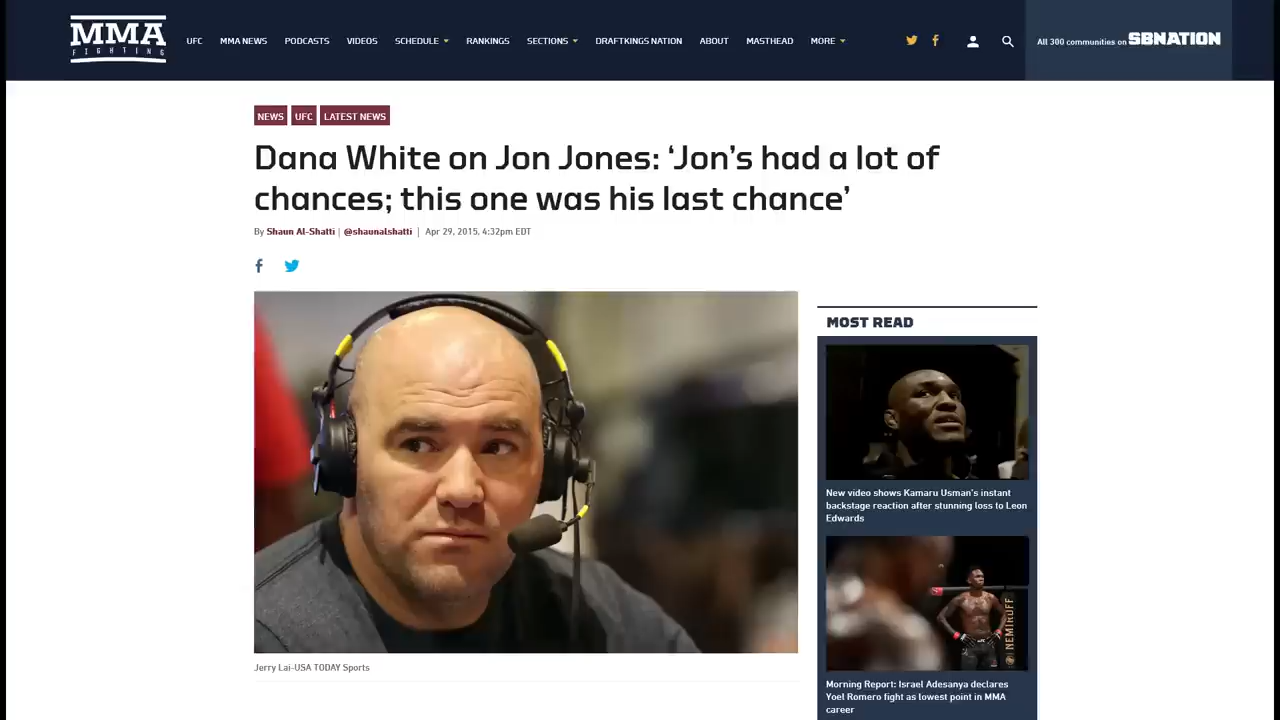 MMA
FIGHTING
UFC MMA NEWS PODCASTS VIDEOS SCHEDULE RANKINGS SECTIONS DRAFTKINGS NATION ABOUT MASTHEAD MORE
All 300 communities on SBNATION
NEWS UFC LATEST NEWS
Dana White on Jon Jones: ‘Jon’s had a lot of
chances; this one was his last chance’
By Shaun Al-Shatti | @shaunalshatti | Apr 29, 2015, 4:32pm EDT
Jerry Lai-USA TODAY Sports
MOST READ
New video shows Kamaru Usman’s instant
backstage reaction after stunning loss to Leon
Edwards
NEMIROFF
Morning Report: Israel Adesanya declares
Yoel Romero fight as lowest point in MMA
career